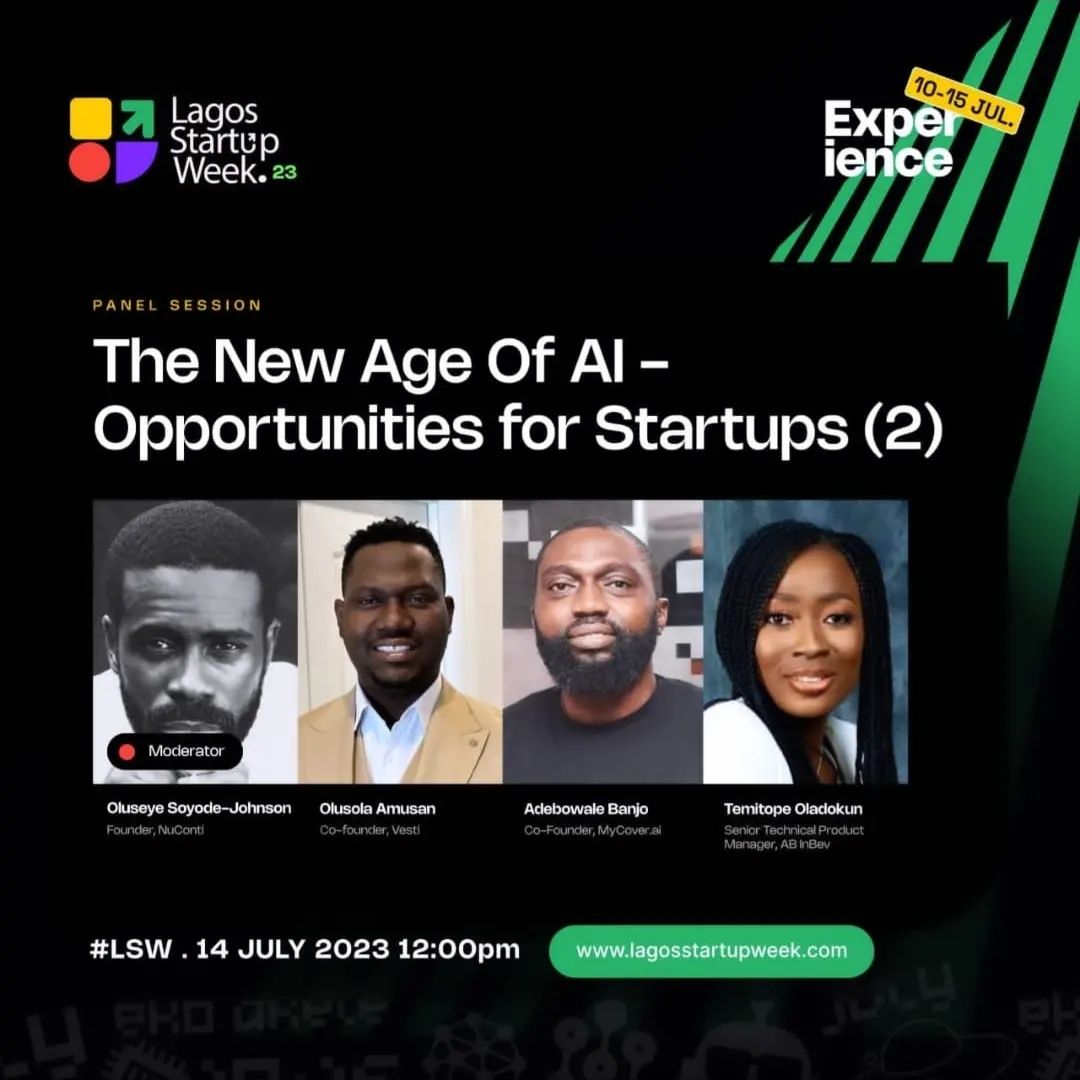 Lagos
Startup
Week. 23
10-15 JUL.
Exper
ience
PANEL SESSION
The New Age Of AI –
Opportunities for Startups (2)
Moderator
Oluseye Soyode-Johnson
Founder, NuConti
Olusola Amusan
Co-founder, Vesti
Adebowale Banjo
Co-Founder, MyCover.ai
Temitope Oladokun
Senior Technical Product
Manager, AB InBev
#LSW . 14 JULY 2023 12:00pm
www.lagosstartupweek.com
JULY